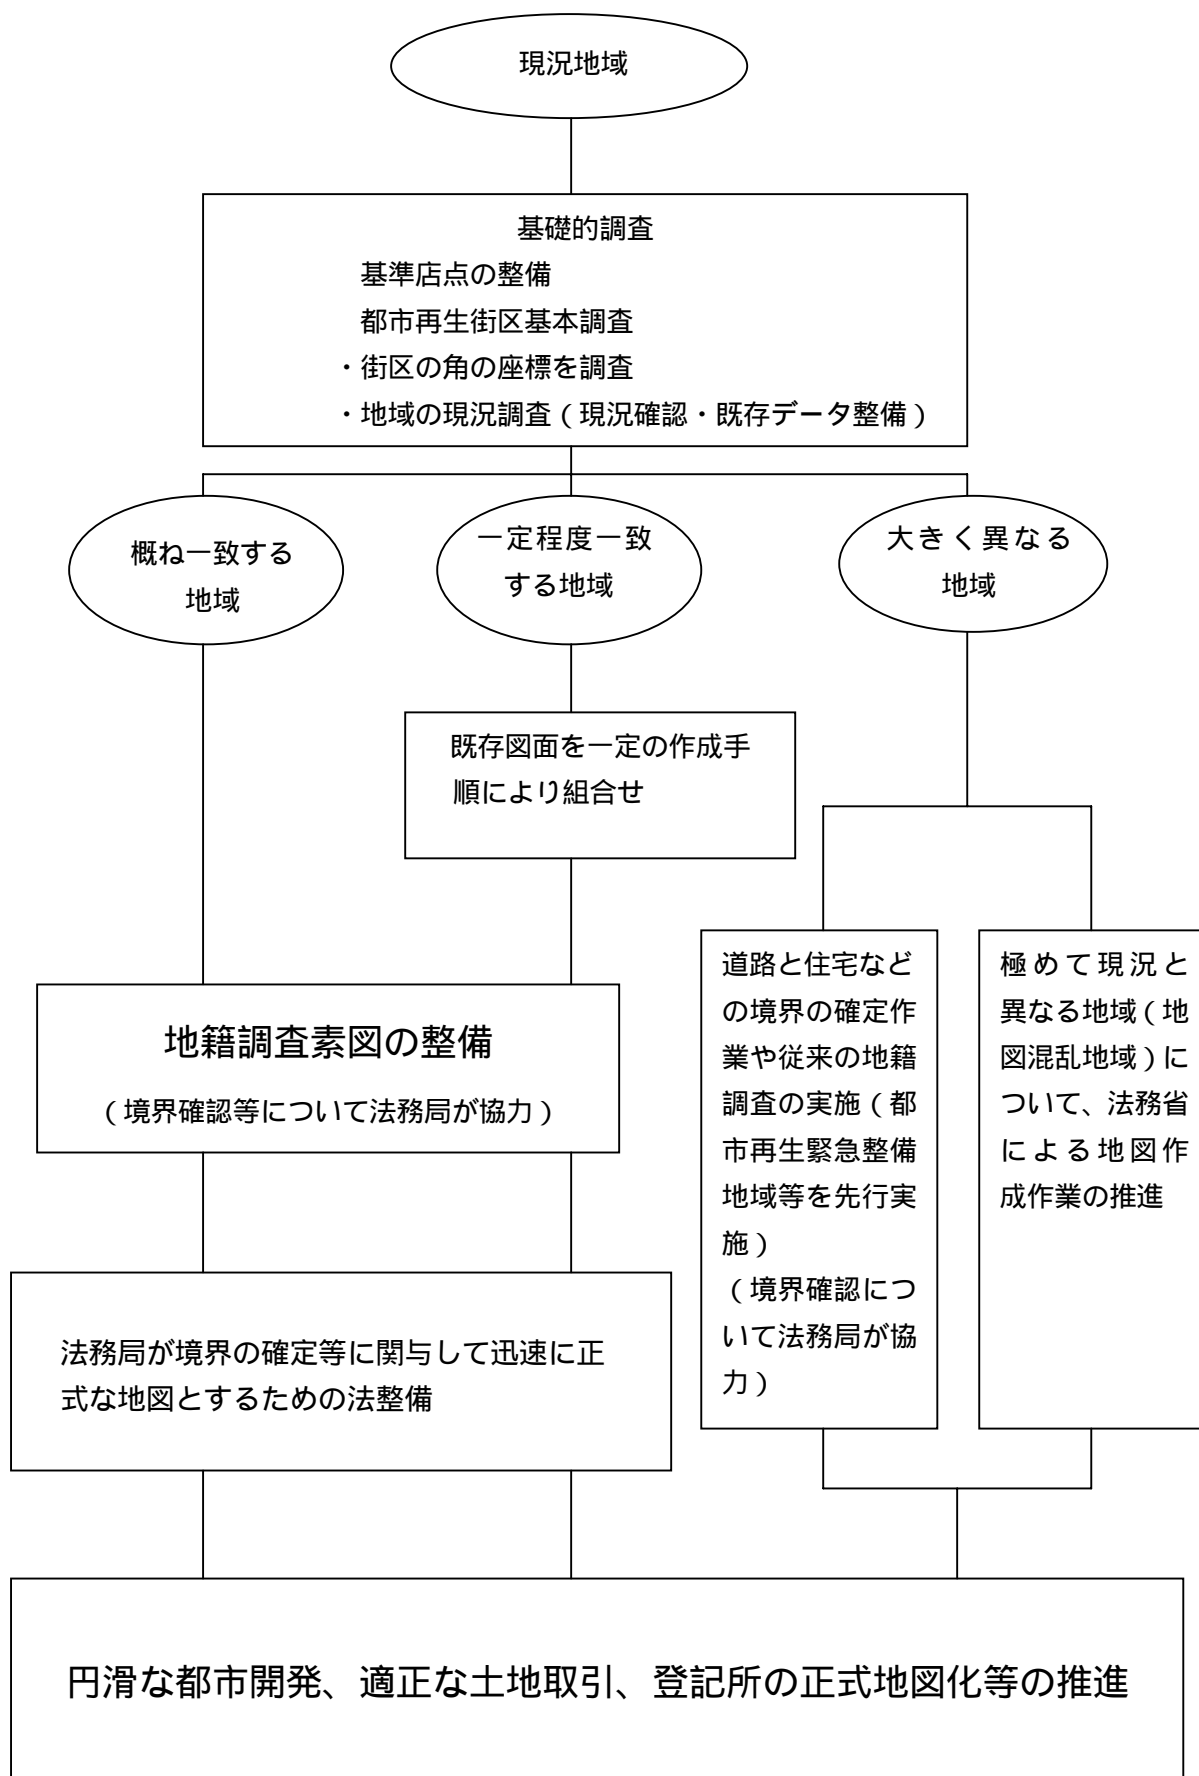 現況地域
基礎的調査
基準店点の整備
都市再生街区基本調査
・街区の角の座標を調査
・地域の現況調査（現況確認・既存データ整備）
概ね一致する
地域
一定程度一致
する地域
大きく異なる
地域
既存図面を一定の作成手
順により組合せ
地籍調査素図の整備
（境界確認等について法務局が協力）
道路と住宅など
の境界の確定作
業や従来の地籍
調査の実施（都
市再生緊急整備
地域等を先行実
施）
（境界確認につ
いて法務局が協
力）
極めて現況と
異なる地域（地
図混乱地域）に
ついて、法務省
による地図作
成作業の推進
法務局が境界の確定等に関与して迅速に正
式な地図とするための法整備
円滑な都市開発、適正な土地取引、登記所の正式地図化等の推進